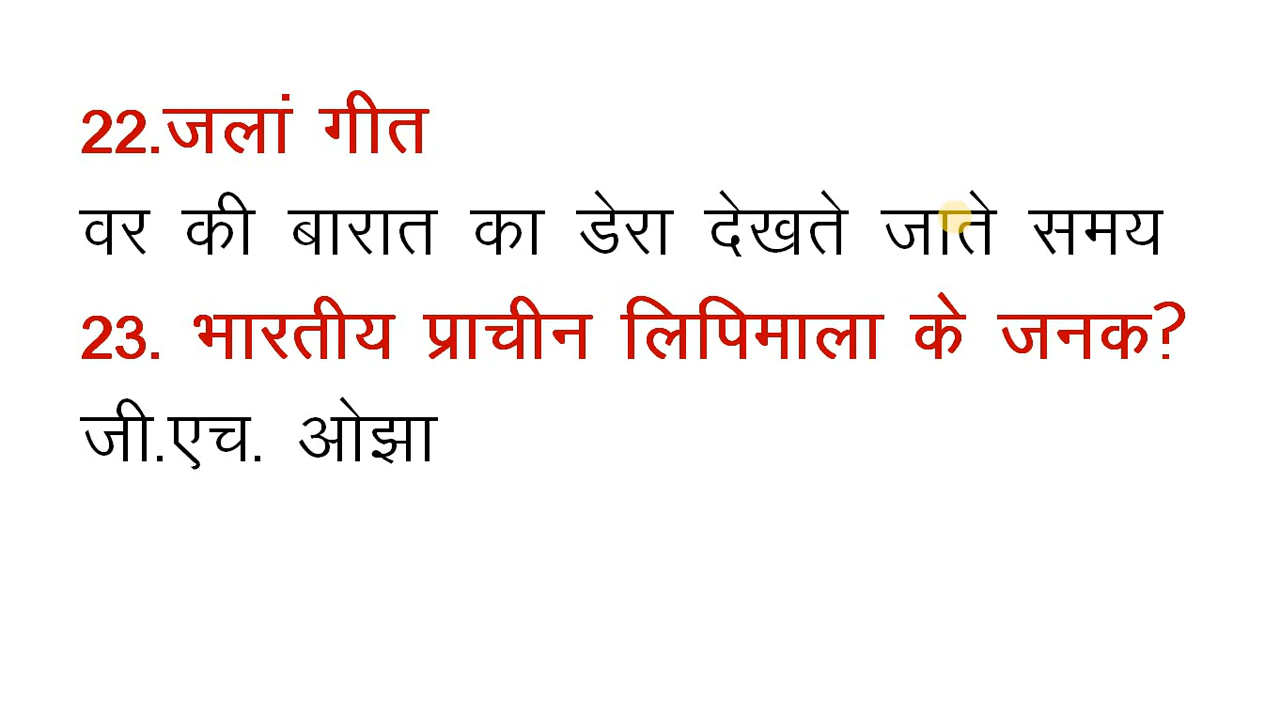 22.जलां गीत
वर की बारात का डेरा देखते जाते समय
23. भारतीय प्राचीन लिपिमाला के जनक?
जी.एच. ओझा